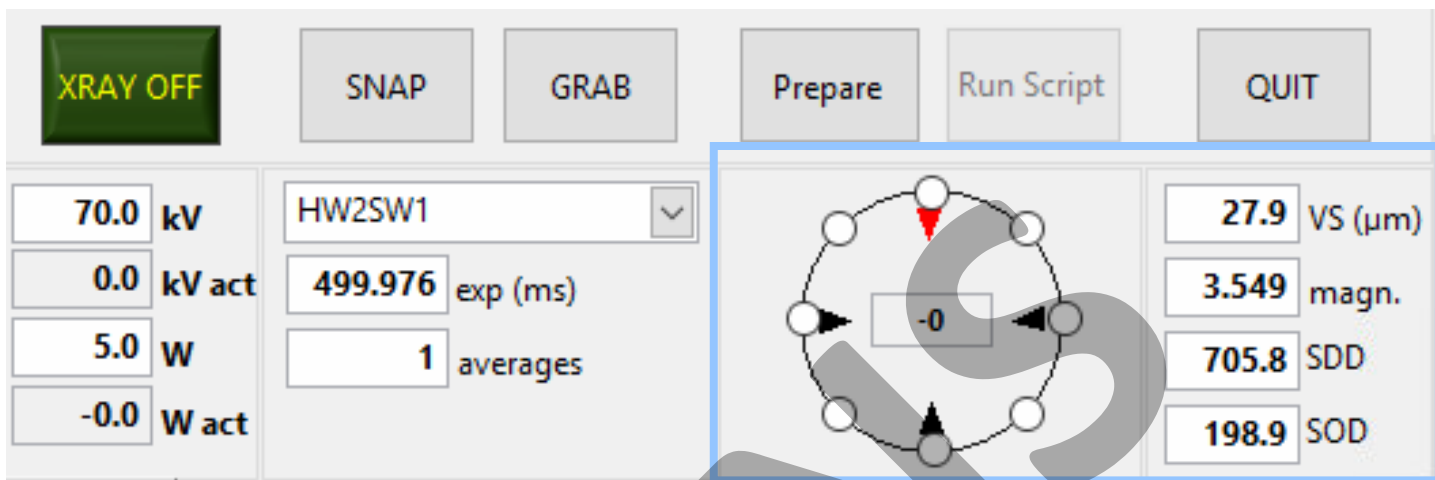 XRAY OFF
SNAP
GRAB
Prepare
Run Script
QUIT
70.0 kV
0.0 kV act
5.0 W
-0.0 W act
HW2SW1
499.976 exp (ms)
1 averages
-0
27.9 VS (µm)
3.549 magn.
705.8 SDD
198.9 SOD